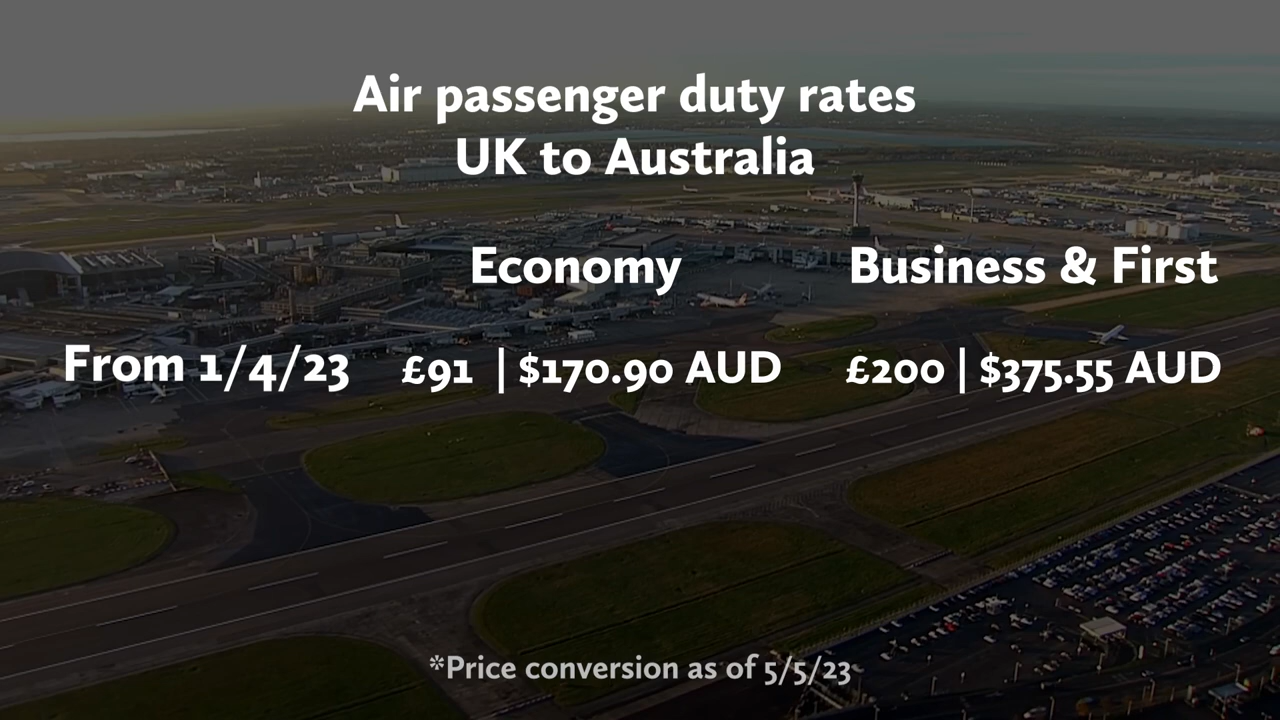 Air passenger duty rates
UK to Australia
Economy Business & First
From 1/4/23 £91 | $170.90 AUD £200 | $375.55 AUD
*Price conversion as of 5/5/23